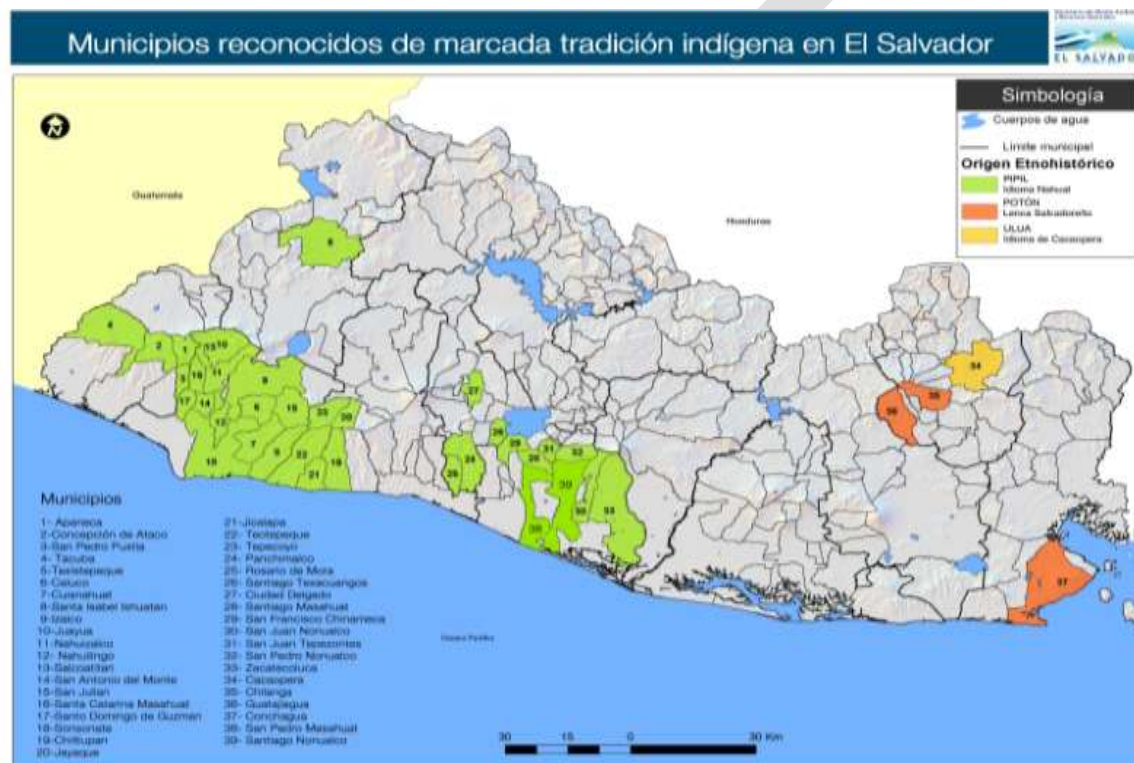 Municipios reconocidos de marcada tradición indígena en El Salvador
EL SALVADOR
N
Simbología
Cuerpos de agua
Límite municipal
Origen Etnohistórico
PIPIL
Idioma Nahuat
POTÓN
Lenca Salvadoreño
ULUA
Idioma de Cacaopera
Guatemala
Honduras
Océano Pacífico
Municipios
1- Apaneca
2-Concepción de Ataco
3-San Pedro Puxtla
4- Tacuba
5-Texistepeque
6-Caluco
7-Cuisnahuat
8-Santa Isabel Ishuatan
9-Izalco
10-Juayua
11-Nahuizalco
12- Nahulingo
13-Salcoatitan
14-San Antonio del Monte
15-San Julian
16-Santa Catarina Masahuat
17-Santo Domingo de Guzmán
18-Sonsonate
19-Chiltiupan
20-Jayaque
21-Jicalapa
22- Teotepeque
23- Tepecoyo
24- Panchimalco
25- Rosario de Mora
26- Santiago Texacuangos
27- Ciudad Delgado
28- Santiago Masahuat
29- San Francisco Chinameca
30- San Juan Nonualco
31- San Juan Tepezontes
32- San Pedro Nonualco
33- Zacatecoluca
34- Cacaopera
35- Chilanga
36- Guatajiagua
37- Conchagua
38- San Pedro Masahuat
39- Santiago Nonualco
30 15 0 30 Km